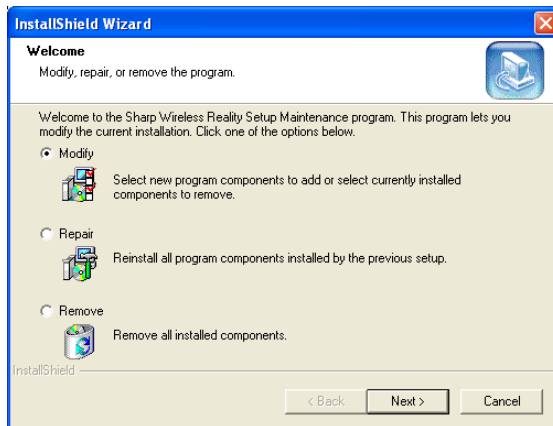 InstallShield Wizard
Welcome
Modify, repair, or remove the program.
Welcome to the Sharp Wireless Reality Setup Maintenance program. This program lets you
modify the current installation. Click one of the options below.
Modify
Select new program components to add or select currently installed
components to remove.
Repair
Reinstall all program components installed by the previous setup.
Remove
Remove all installed components.
InstallShield
< Back
Next >
Cancel